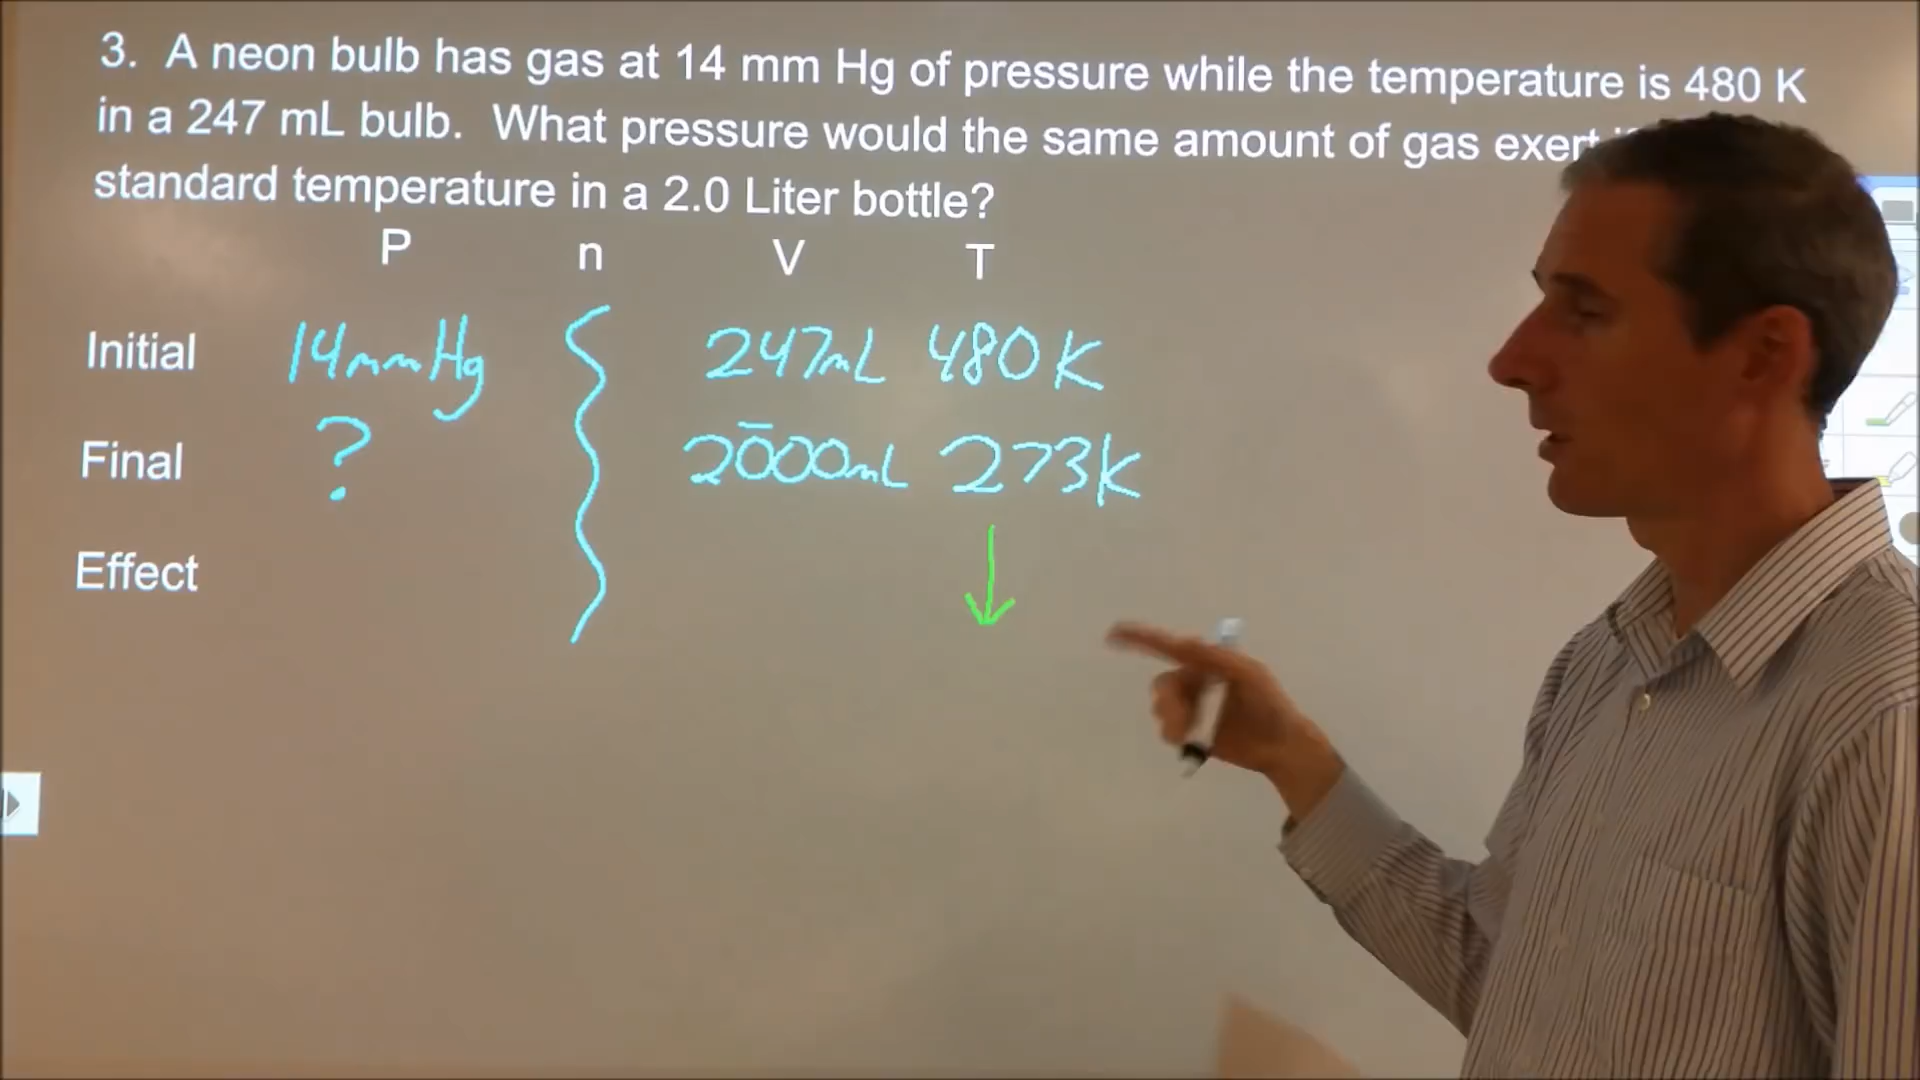 3. A neon bulb has gas at 14 mm Hg of pressure while the temperature is 480 K
in a 247 mL bulb. What pressure would the same amount of gas exert
standard temperature in a 2.0 Liter bottle?
P n V T
Initial 14mmHg 247mL 480K
Final ? 20̅00mL 273K
Effect